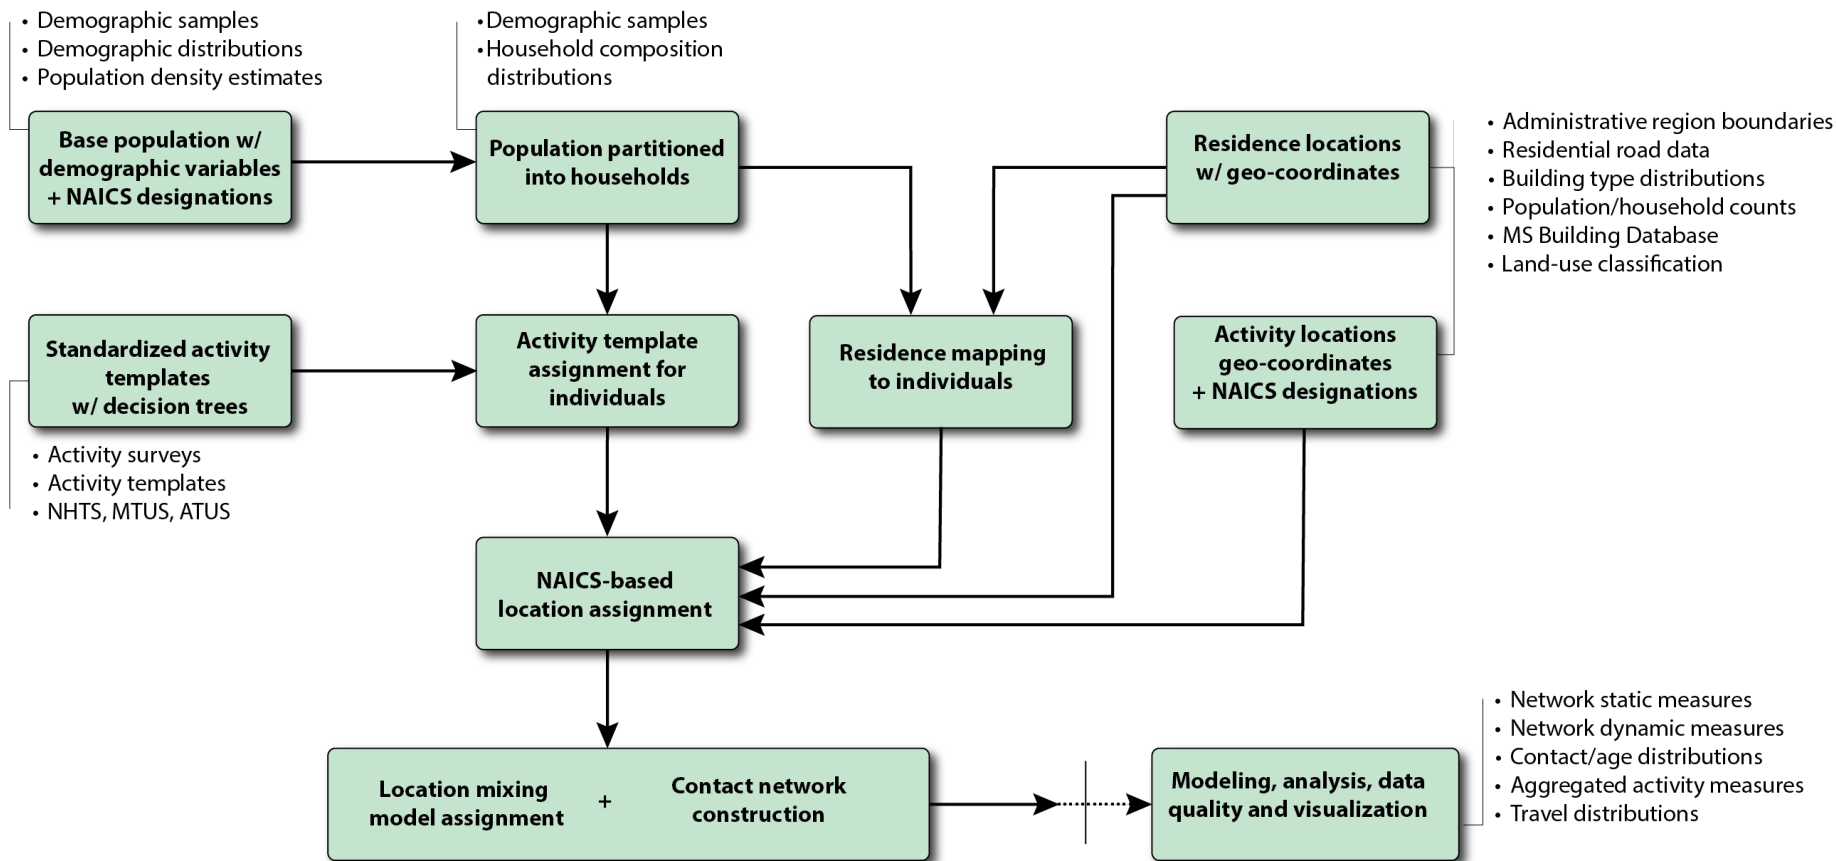 • Demographic samples
• Demographic distributions
• Population density estimates
•Demographic samples
•Household composition
distributions
Base population w/
demographic variables
+ NAICS designations
Population partitioned
into households
Residence locations
w/ geo-coordinates
• Administrative region boundaries
• Residential road data
• Building type distributions
• Population/household counts
• MS Building Database
• Land-use classification
Standardized activity
templates
w/ decision trees
Activity template
assignment for
individuals
Residence mapping
to individuals
Activity locations
geo-coordinates
+ NAICS designations
• Activity surveys
• Activity templates
• NHTS, MTUS, ATUS
NAICS-based
location assignment
Location mixing
model assignment
+
Contact network
construction
Modeling, analysis, data
quality and visualization
• Network static measures
• Network dynamic measures
• Contact/age distributions
• Aggregated activity measures
• Travel distributions